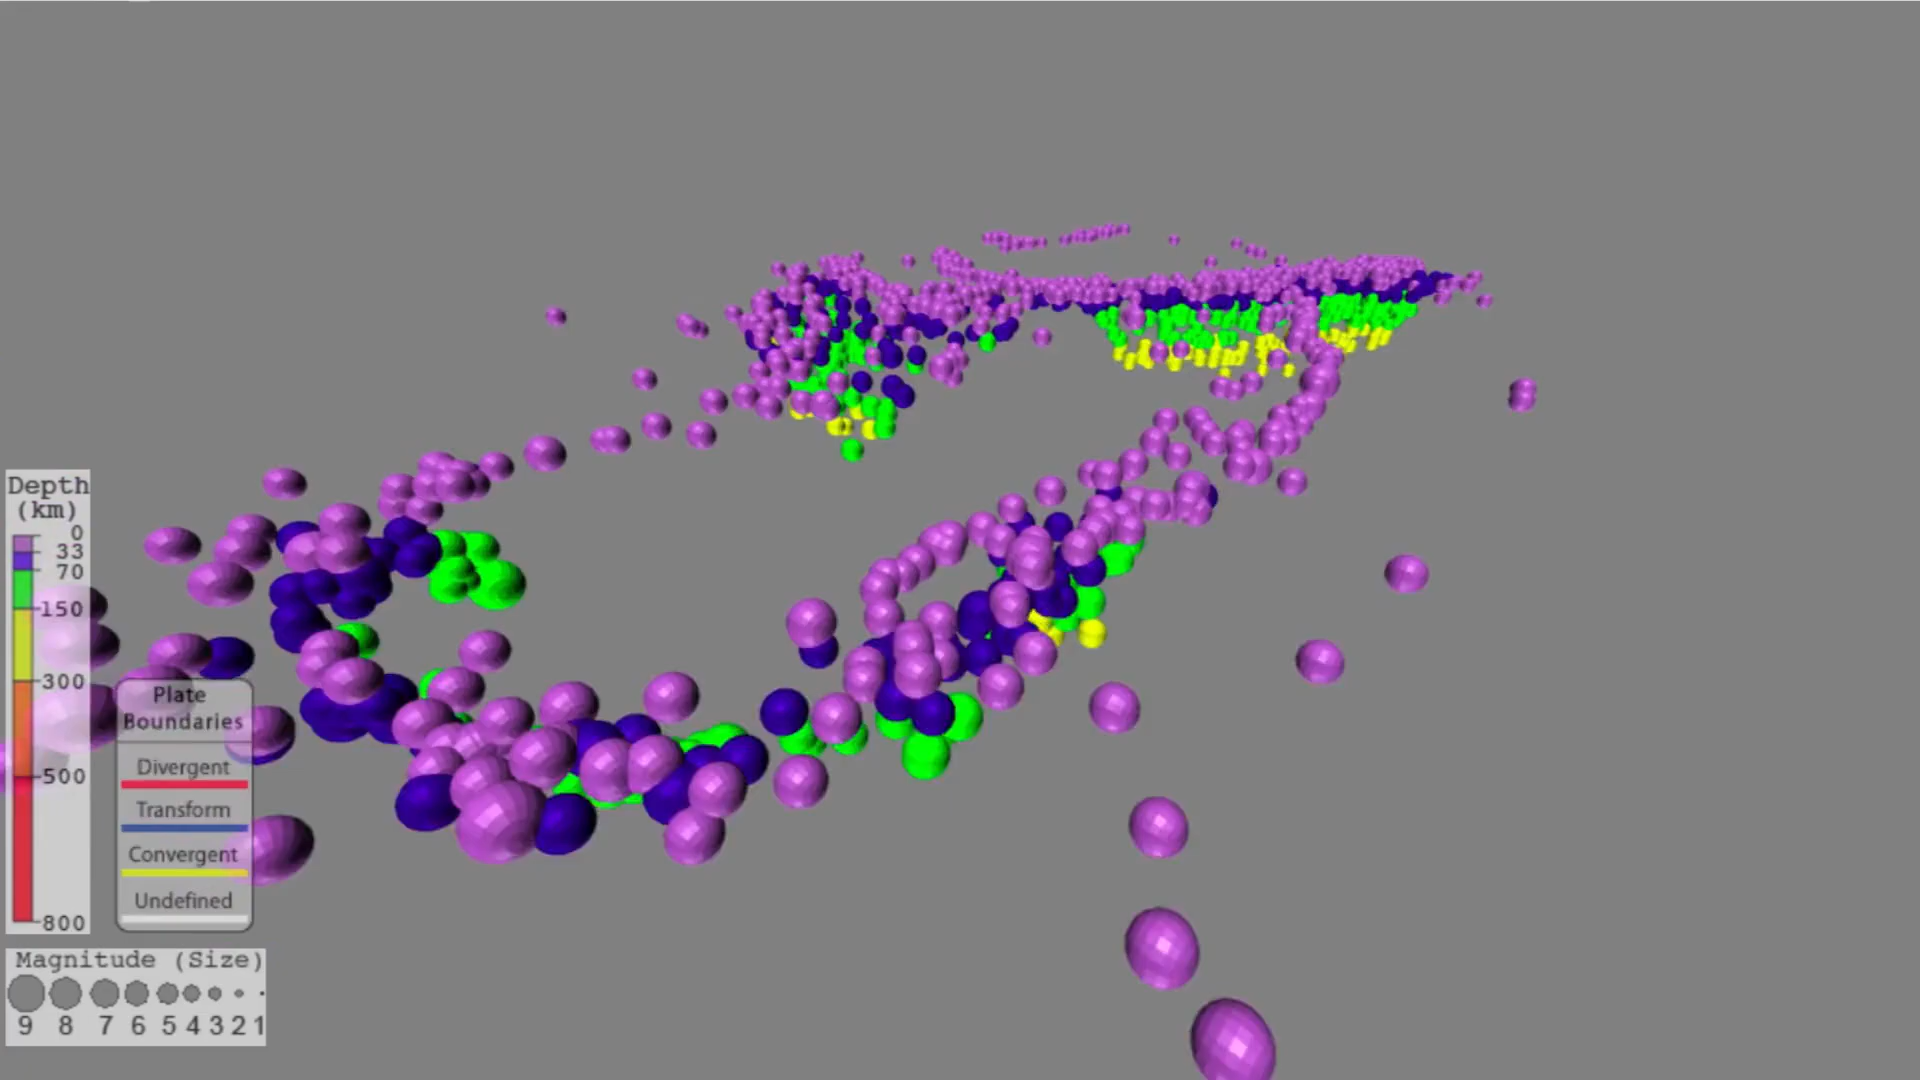 Depth
(km)
0
33
70
150
300
500
800
Plate
Boundaries
Divergent
Transform
Convergent
Undefined
Magnitude (Size)
9 8 7 6 5 4 3 2 1